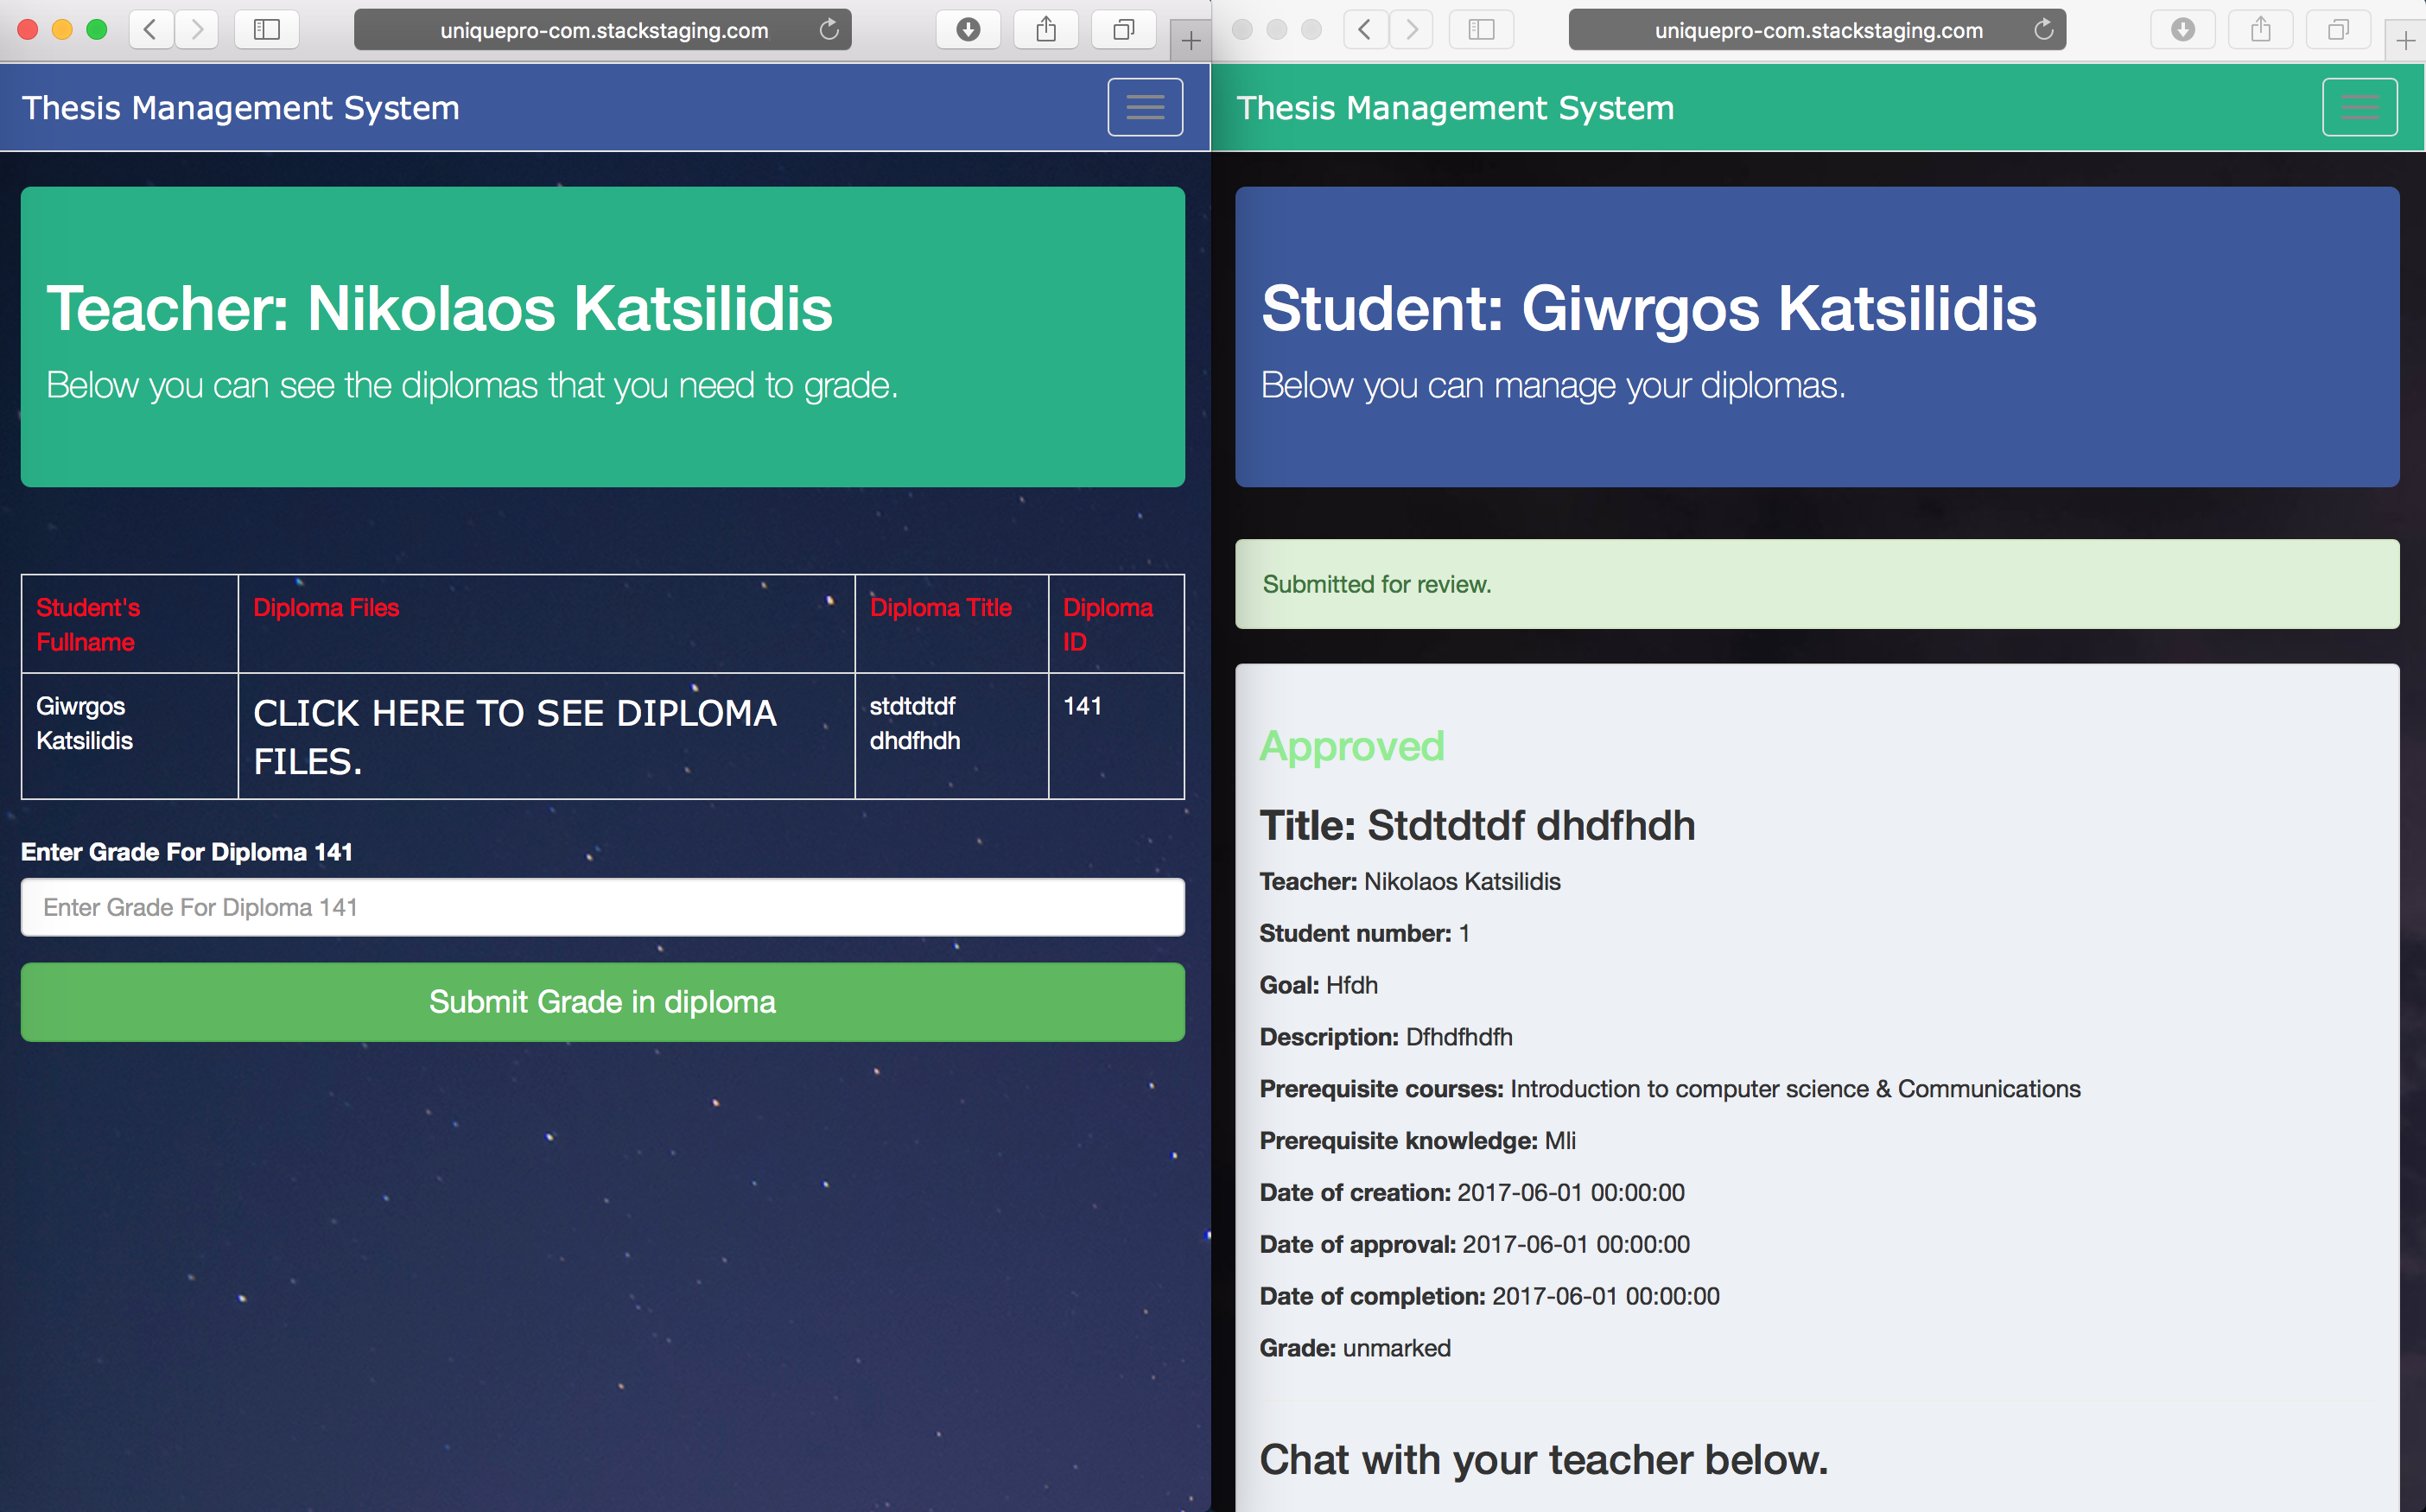 uniquepro-com.stackstaging.com
Thesis Management System
Teacher: Nikolaos Katsilidis
Below you can see the diplomas that you need to grade.
Student's
Fullname
Diploma Files
Diploma Title
Diploma
ID
Giwrgos
Katsilidis
CLICK HERE TO SEE DIPLOMA
FILES.
stdtdtdf
dhdfhdh
141
Enter Grade For Diploma 141
Enter Grade For Diploma 141
Submit Grade in diploma
uniquepro-com.stackstaging.com
Thesis Management System
Student: Giwrgos Katsilidis
Below you can manage your diplomas.
Submitted for review.
Approved
Title: Stdtdtdf dhdfhdh
Teacher: Nikolaos Katsilidis
Student number: 1
Goal: Hfdh
Description: Dfhdfhdfh
Prerequisite courses: Introduction to computer science & Communications
Prerequisite knowledge: Mli
Date of creation: 2017-06-01 00:00:00
Date of approval: 2017-06-01 00:00:00
Date of completion: 2017-06-01 00:00:00
Grade: unmarked
Chat with your teacher below.